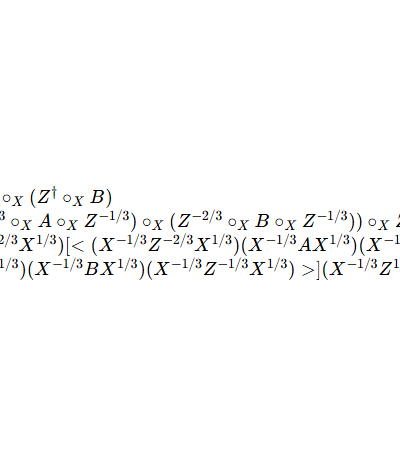 ∘_X (Z^† ∘_X B)
^3 ∘_X A ∘_X Z^{-1/3}) ∘_X (Z^{-2/3} ∘_X B ∘_X Z^{-1/3})) ∘_X Z
^{2/3}X^{1/3})[< (X^{-1/3}Z^{-2/3}X^{1/3})(X^{-1/3}AX^{1/3})(X^{-1
^{1/3})(X^{-1/3}BX^{1/3})(X^{-1/3}Z^{-1/3}X^{1/3}) >](X^{-1/3}Z^{1